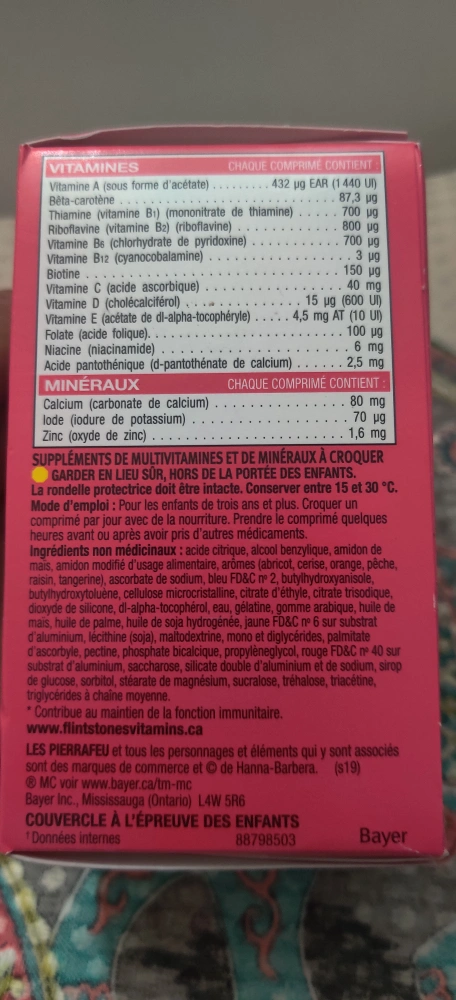 VITAMINES CHAQUE COMPRIMÉ CONTIENT :
Vitamine A (sous forme d'acétate) . . . . . . . . 432 µg EAR (1 440 UI)
Bêta-carotène . . . . . . . . . . . . . . . . . . . . . . . 87,3 µg
Thiamine (vitamine B1) (mononitrate de thiamine) . . . . . . 700 µg
Riboflavine (vitamine B2) (riboflavine) . . . . . . . . . . . . . 800 µg
Vitamine B6 (chlorhydrate de pyridoxine) . . . . . . . . . . . 700 µg
Vitamine B12 (cyanocobalamine) . . . . . . . . . . . . . . . . 3 µg
Biotine . . . . . . . . . . . . . . . . . . . . . . . . . . . . 150 µg
Vitamine C (acide ascorbique) . . . . . . . . . . . . . . . . 40 mg
Vitamine D (cholécalciférol) . . . . . . . . . . . . . . 15 µg (600 UI)
Vitamine E (acétate de dl-alpha-tocophéryle) . . . . . 4,5 mg AT (10 UI)
Folate (acide folique). . . . . . . . . . . . . . . . . . . . . 100 µg
Niacine (niacinamide) . . . . . . . . . . . . . . . . . . . . . 6 mg
Acide pantothénique (d-pantothénate de calcium) . . . . . . 2,5 mg
MINÉRAUX CHAQUE COMPRIMÉ CONTIENT :
Calcium (carbonate de calcium) . . . . . . . . . . . . . . . . 80 mg
Iode (iodure de potassium) . . . . . . . . . . . . . . . . . . 70 µg
Zinc (oxyde de zinc) . . . . . . . . . . . . . . . . . . . . . 1,6 mg
SUPPLÉMENTS DE MULTIVITAMINES ET DE MINÉRAUX À CROQUER
GARDER EN LIEU SÛR, HORS DE LA PORTÉE DES ENFANTS.
La rondelle protectrice doit être intacte. Conserver entre 15 et 30 °C.
Mode d'emploi : Pour les enfants de trois ans et plus. Croquer un
comprimé par jour avec de la nourriture. Prendre le comprimé quelques
heures avant ou après avoir pris d'autres médicaments.
Ingrédients non médicinaux : acide citrique, alcool benzylique, amidon de
maïs, amidon modifié d'usage alimentaire, arômes (abricot, cerise, orange, pêche,
raisin, tangerine), ascorbate de sodium, bleu FD&C nº 2, butylhydroxyanisole,
butylhydroxytoluène, cellulose microcristalline, citrate d'éthyle, citrate trisodique,
dioxyde de silicone, dl-alpha-tocophérol, eau, gélatine, gomme arabique, huile de
maïs, huile de palme, huile de soja hydrogénée, jaune FD&C nº 6 sur substrat
d'aluminium, lécithine (soja), maltodextrine, mono et diglycérides, palmitate
d'ascorbyle, pectine, phosphate bicalcique, propylèneglycol, rouge FD&C nº 40 sur
substrat d'aluminium, saccharose, silicate double d'aluminium et de sodium, sirop
de glucose, sorbitol, stéarate de magnésium, sucralose, tréhalose, triacétine,
triglycérides à chaîne moyenne.
* Contribue au maintien de la fonction immunitaire.
www.flintstonesvitamins.ca
LES PIERRAFEU et tous les personnages et éléments qui y sont associés
sont des marques de commerce et © de Hanna-Barbera. (s19)
® MC voir www.bayer.ca/tm-mc
Bayer Inc., Mississauga (Ontario) L4W 5R6
COUVERCLE À L'ÉPREUVE DES ENFANTS
† Données internes 88798503 Bayer